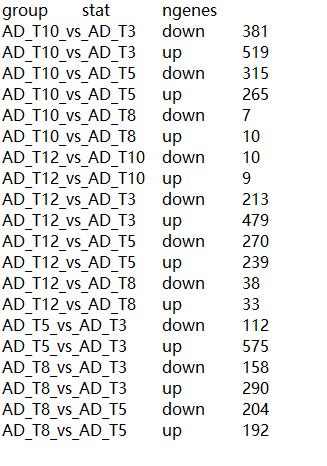 group stat ngenes
AD_T10_vs_AD_T3 down 381
AD_T10_vs_AD_T3 up 519
AD_T10_vs_AD_T5 down 315
AD_T10_vs_AD_T5 up 265
AD_T10_vs_AD_T8 down 7
AD_T10_vs_AD_T8 up 10
AD_T12_vs_AD_T10 down 10
AD_T12_vs_AD_T10 up 9
AD_T12_vs_AD_T3 down 213
AD_T12_vs_AD_T3 up 479
AD_T12_vs_AD_T5 down 270
AD_T12_vs_AD_T5 up 239
AD_T12_vs_AD_T8 down 38
AD_T12_vs_AD_T8 up 33
AD_T5_vs_AD_T3 down 112
AD_T5_vs_AD_T3 up 575
AD_T8_vs_AD_T3 down 158
AD_T8_vs_AD_T3 up 290
AD_T8_vs_AD_T5 down 204
AD_T8_vs_AD_T5 up 192